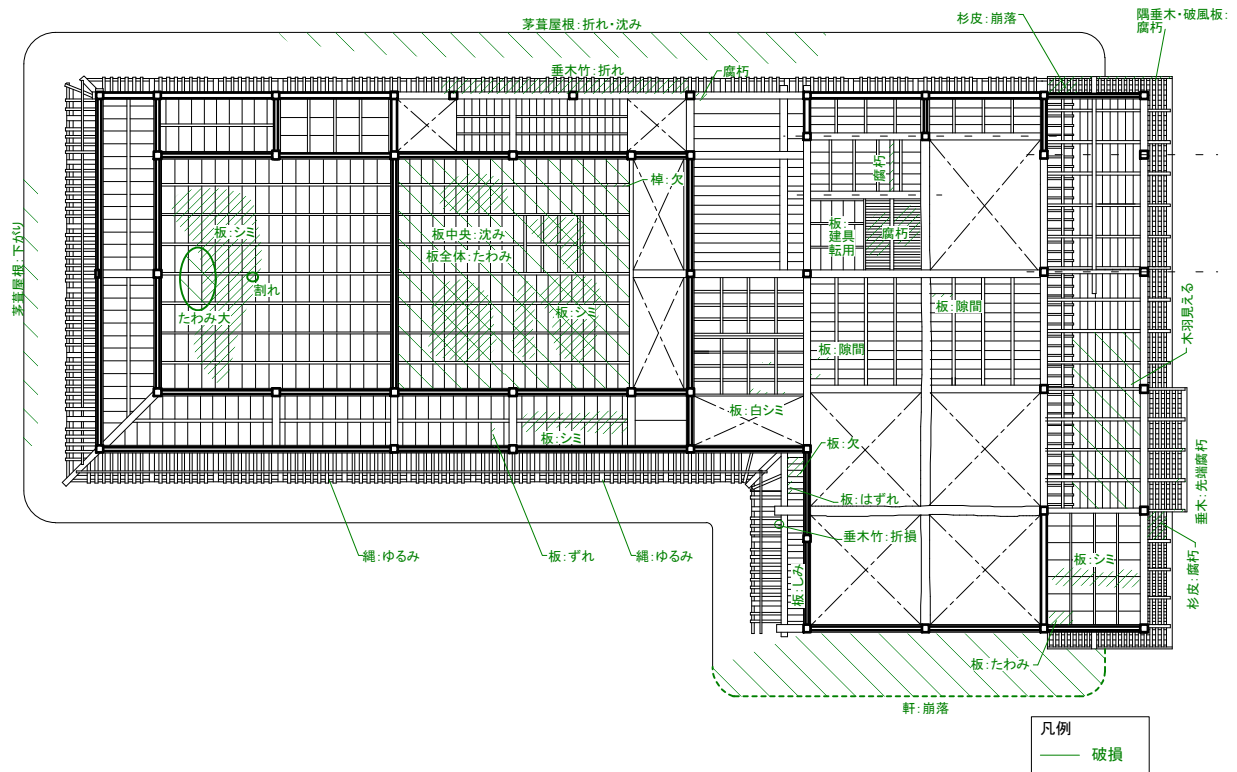 茅葺屋根:折れ・沈み
杉皮:崩落
隅垂木・破風板:
腐朽
垂木竹:折れ
腐朽
棹:欠
腐朽
板:シミ
板中央:沈み
板全体:たわみ
板:
建具
転用
腐朽
茅葺屋根:下がり
割れ
たわみ大
板:シミ
板:隙間
板:隙間
木羽見える
板:白シミ
板:シミ
板:欠
板:はずれ
垂木:先端腐朽
縄:ゆるみ
板:ずれ
縄:ゆるみ
垂木竹:折損
板:しみ
板:シミ
杉皮:腐朽
板:たわみ
軒:崩落
凡例
破損